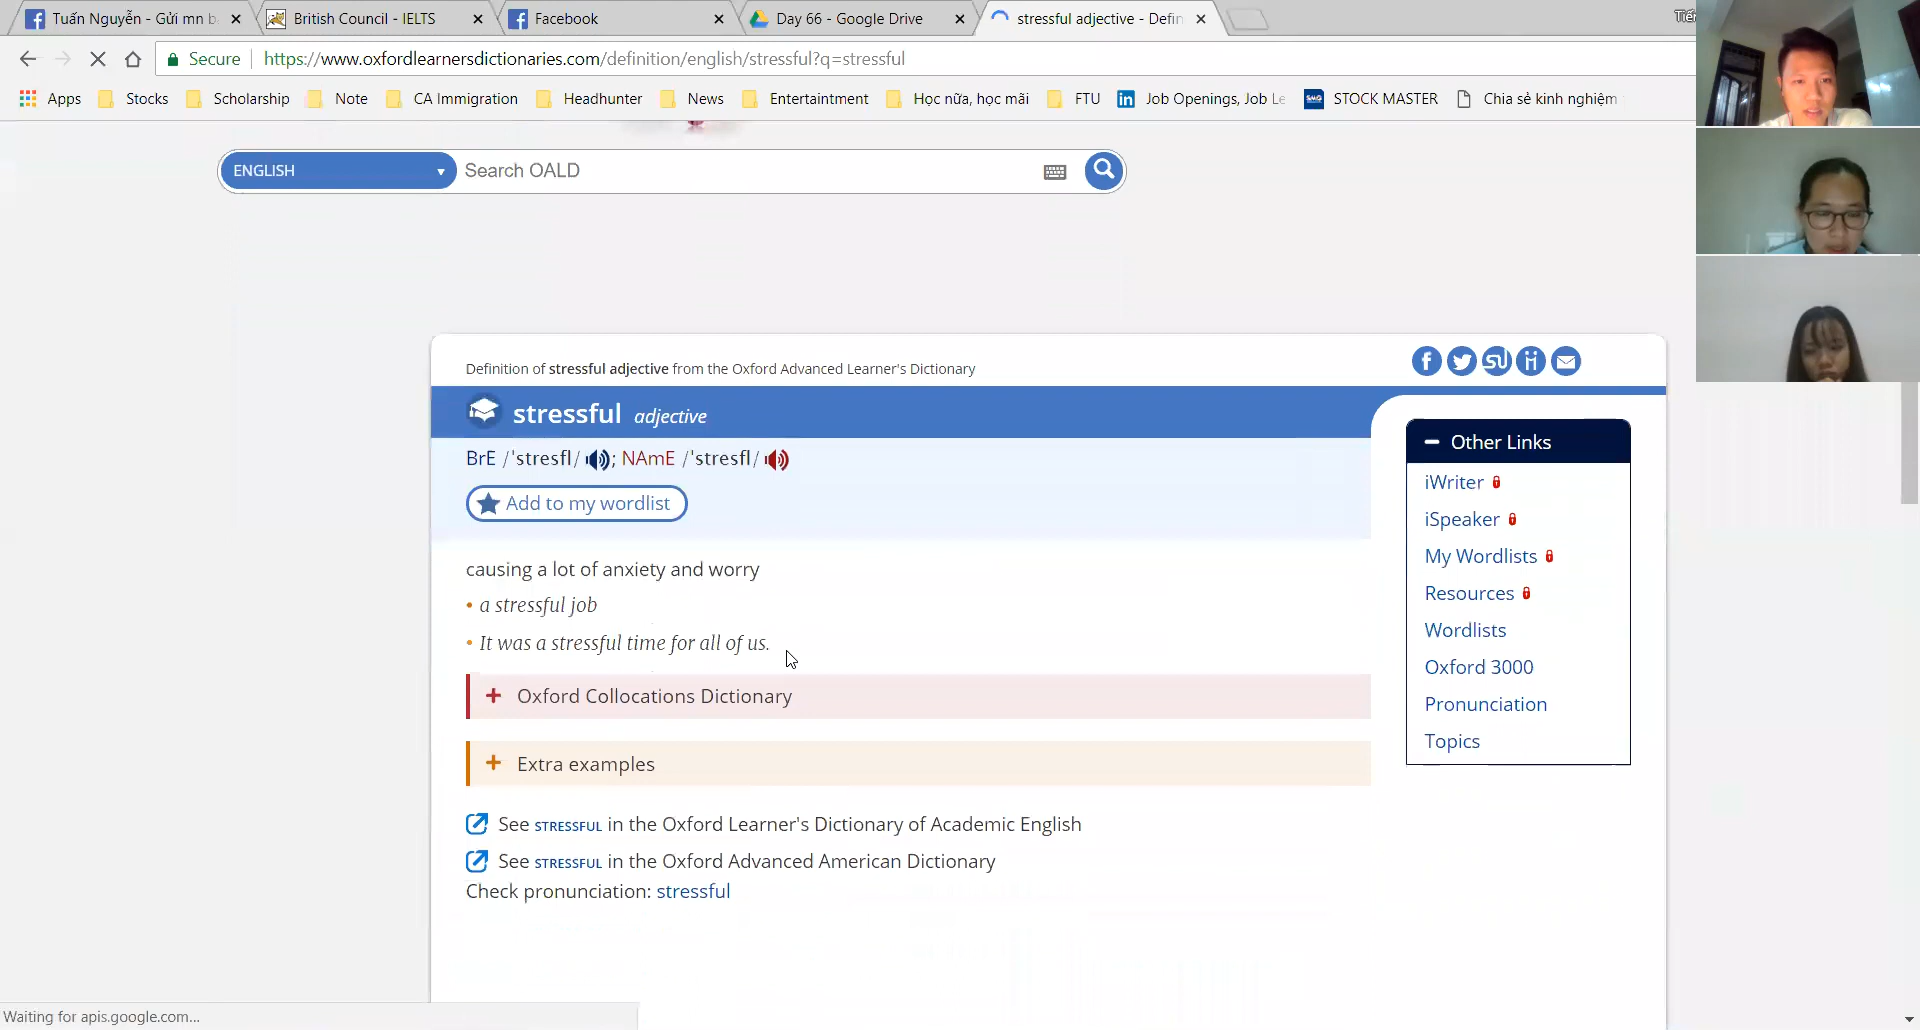 Tuấn Nguyễn - Gửi mn b
British Council - IELTS
Facebook
Day 66 - Google Drive
stressful adjective - Defin
Secure
https://www.oxfordlearnersdictionaries.com/definition/english/stressful?q=stressful
Apps
Stocks
Scholarship
Note
CA Immigration
Headhunter
News
Entertaintment
Học nữa, học mãi
FTU
Job Openings, Job Le
STOCK MASTER
Chia sẻ kinh nghiệm
ENGLISH
Search OALD
Definition of stressful adjective from the Oxford Advanced Learner's Dictionary
stressful adjective
BrE /ˈstresfl/ ; NAmE /ˈstresfl/
Add to my wordlist
causing a lot of anxiety and worry
• a stressful job
• It was a stressful time for all of us.
+ Oxford Collocations Dictionary
+ Extra examples
See STRESSFUL in the Oxford Learner's Dictionary of Academic English
See STRESSFUL in the Oxford Advanced American Dictionary
Check pronunciation: stressful
Other Links
iWriter
iSpeaker
My Wordlists
Resources
Wordlists
Oxford 3000
Pronunciation
Topics
Waiting for apis.google.com...